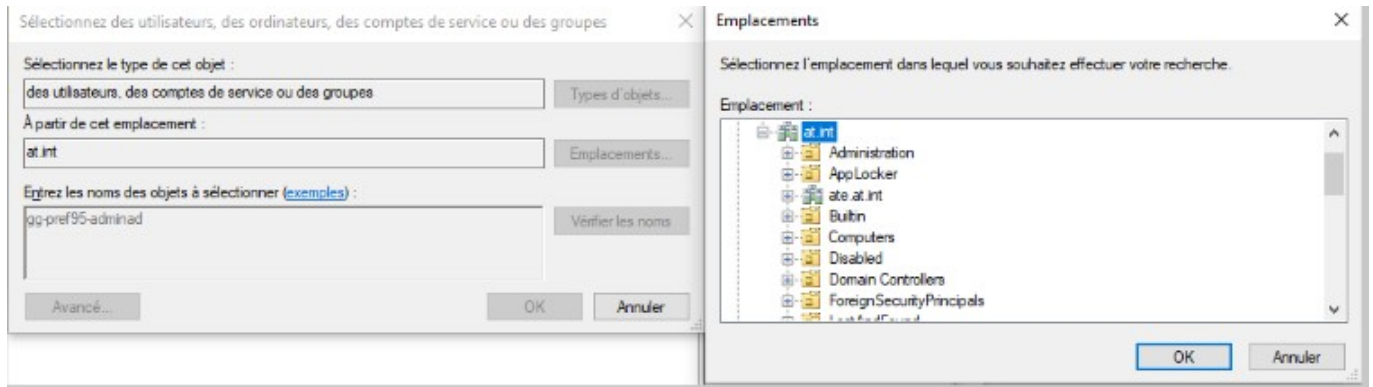 Sélectionnez des utilisateurs, des ordinateurs, des comptes de service ou des groupes
Sélectionnez le type de cet objet :
des utilisateurs, des comptes de service ou des groupes
Types d'objets...
À partir de cet emplacement :
at.int
Emplacements...
Entrez les noms des objets à sélectionner (exemples) :
gg-pref95-adminad
Vérifier les noms
Avancé...
OK
Annuler
Emplacements
Sélectionnez l'emplacement dans lequel vous souhaitez effectuer votre recherche.
Emplacement :
at.int
Administration
AppLocker
ate.at.int
Builtin
Computers
Disabled
Domain Controllers
ForeignSecurityPrincipals
OK
Annuler